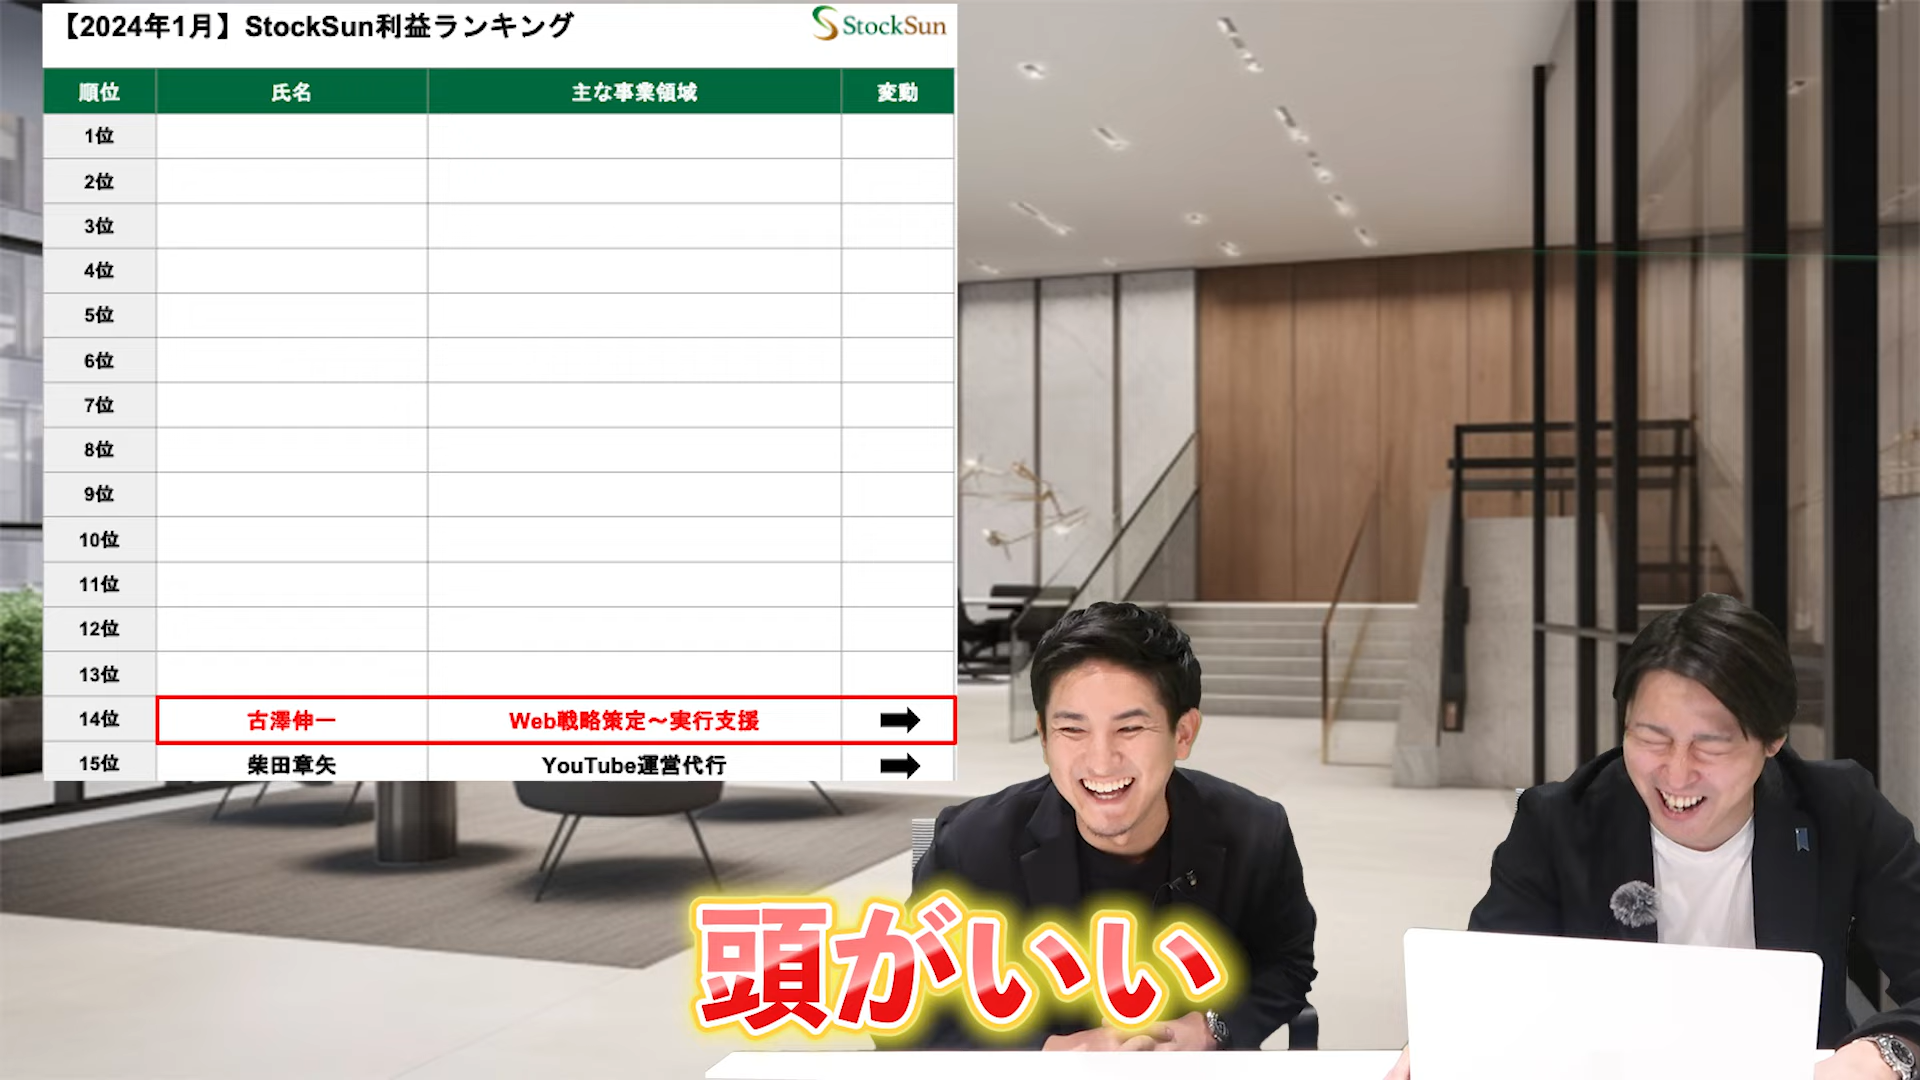 【2024年1月】StockSun利益ランキング
StockSun
順位 氏名 主な事業領域 変動
1位
2位
3位
4位
5位
6位
7位
8位
9位
10位
11位
12位
13位
14位 古澤伸一 Web戦略策定～実行支援
15位 柴田章矢 YouTube運営代行
頭がいい